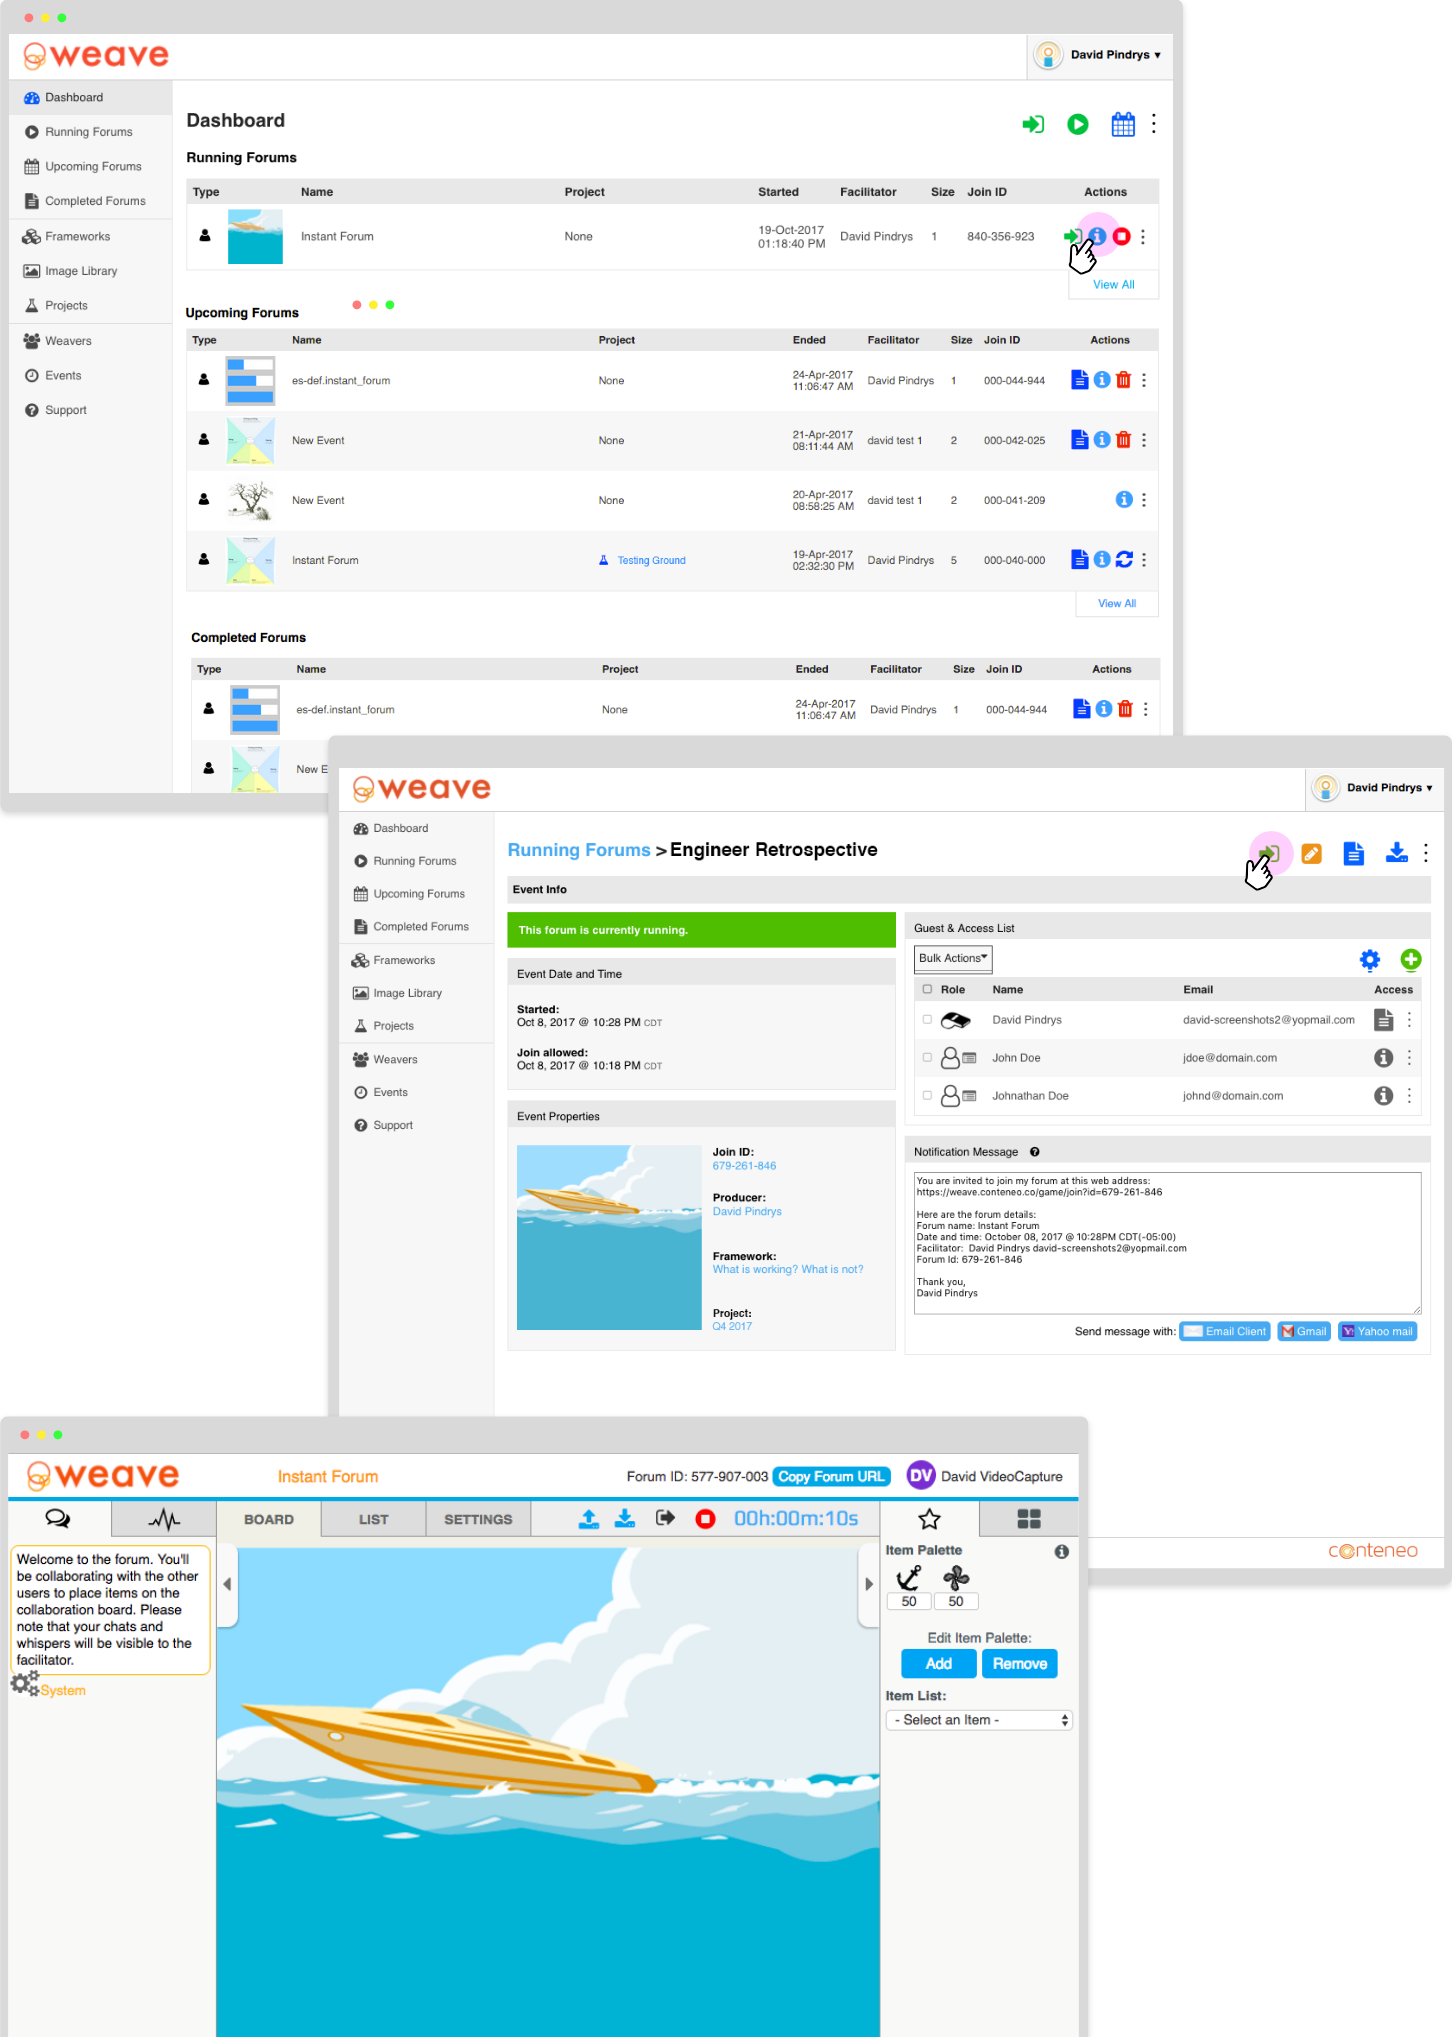 weave
David Pindrys ▾
Dashboard
Running Forums
Upcoming Forums
Completed Forums
Frameworks
Image Library
Projects
Weavers
Events
Support
Dashboard
Running Forums
Type Name Project Started Facilitator Size Join ID Actions
Instant Forum None 19-Oct-2017 01:18:40 PM David Pindrys 1 840-356-923
View All
Upcoming Forums
Type Name Project Ended Facilitator Size Join ID Actions
es-def.instant_forum None 24-Apr-2017 11:06:47 AM David Pindrys 1 000-044-944
New Event None 21-Apr-2017 08:11:44 AM david test 1 2 000-042-025
New Event None 20-Apr-2017 08:58:25 AM david test 1 2 000-041-209
Instant Forum Testing Ground 19-Apr-2017 02:32:30 PM David Pindrys 5 000-040-000
View All
Completed Forums
Type Name Project Ended Facilitator Size Join ID Actions
es-def.instant_forum None 24-Apr-2017 11:06:47 AM David Pindrys 1 000-044-944
New E
weave
David Pindrys ▾
Dashboard
Running Forums
Upcoming Forums
Completed Forums
Frameworks
Image Library
Projects
Weavers
Events
Support
Running Forums > Engineer Retrospective
Event Info
This forum is currently running.
Event Date and Time
Started:
Oct 8, 2017 @ 10:28 PM CDT
Join allowed:
Oct 8, 2017 @ 10:18 PM CDT
Event Properties
Join ID:
679-261-846
Producer:
David Pindrys
Framework:
What is working? What is not?
Project:
Q4 2017
Guest & Access List
Bulk Actions▾
Role Name Email Access
David Pindrys david-screenshots2@yopmail.com
John Doe jdoe@domain.com
Johnathan Doe johnd@domain.com
Notification Message
You are invited to join my forum at this web address:
https://weave.conteneo.co/game/join?id=679-261-846
Here are the forum details:
Forum name: Instant Forum
Date and time: October 08, 2017 @ 10:28PM CDT(-05:00)
Facilitator: David Pindrys david-screenshots2@yopmail.com
Forum Id: 679-261-846
Thank you,
David Pindrys
Send message with: Email Client Gmail Yahoo mail
conteneo
weave
Instant Forum
Forum ID: 577-907-003 Copy Forum URL DV David VideoCapture
BOARD LIST SETTINGS 00h:00m:10s
Welcome to the forum. You'll
be collaborating with the other
users to place items on the
collaboration board. Please
note that your chats and
whispers will be visible to the
facilitator.
System
Item Palette
50 50
Edit Item Palette:
Add Remove
Item List:
- Select an Item -